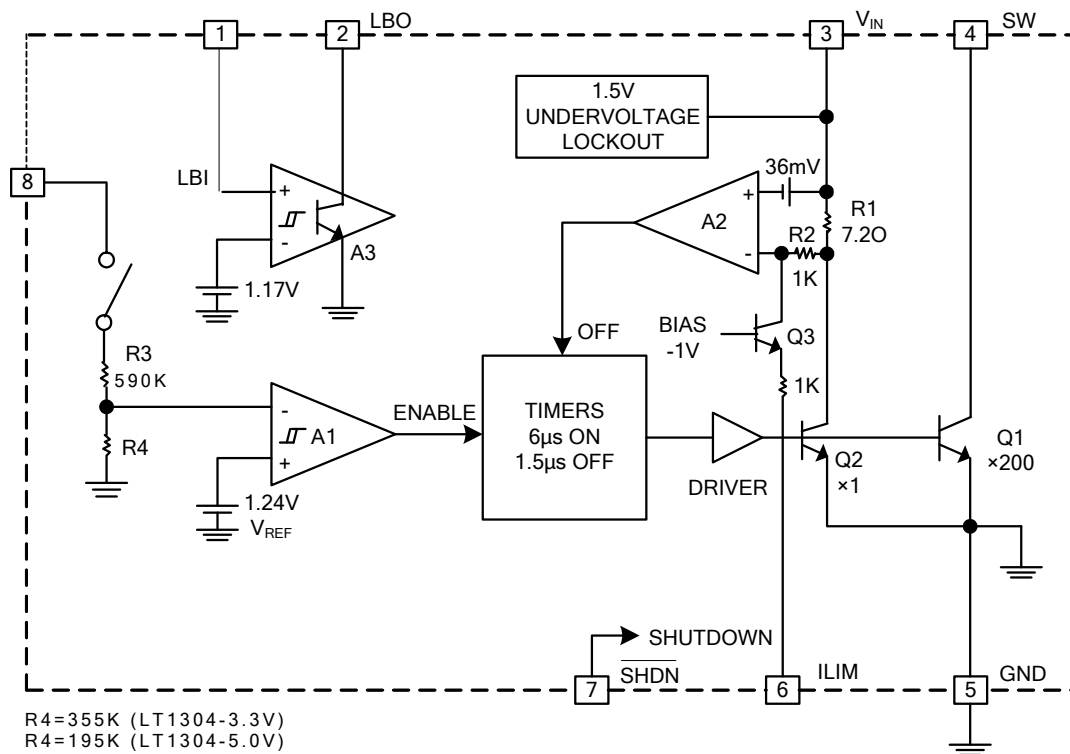 1
2
LBO
3
VIN
4
SW
1.5V
UNDERVOLTAGE
LOCKOUT
8
LBI
+
-
A3
1.17V
36mV
+
-
A2
R1
7.2O
R2
1K
OFF
BIAS
-1V
Q3
1K
R3
590K
R4
-
+
A1
1.24V
VREF
ENABLE
TIMERS
6µs ON
1.5µs OFF
DRIVER
Q2
×1
Q1
×200
SHUTDOWN
7
SHDN
6
ILIM
5
GND
R4=355K (LT1304-3.3V)
R4=195K (LT1304-5.0V)